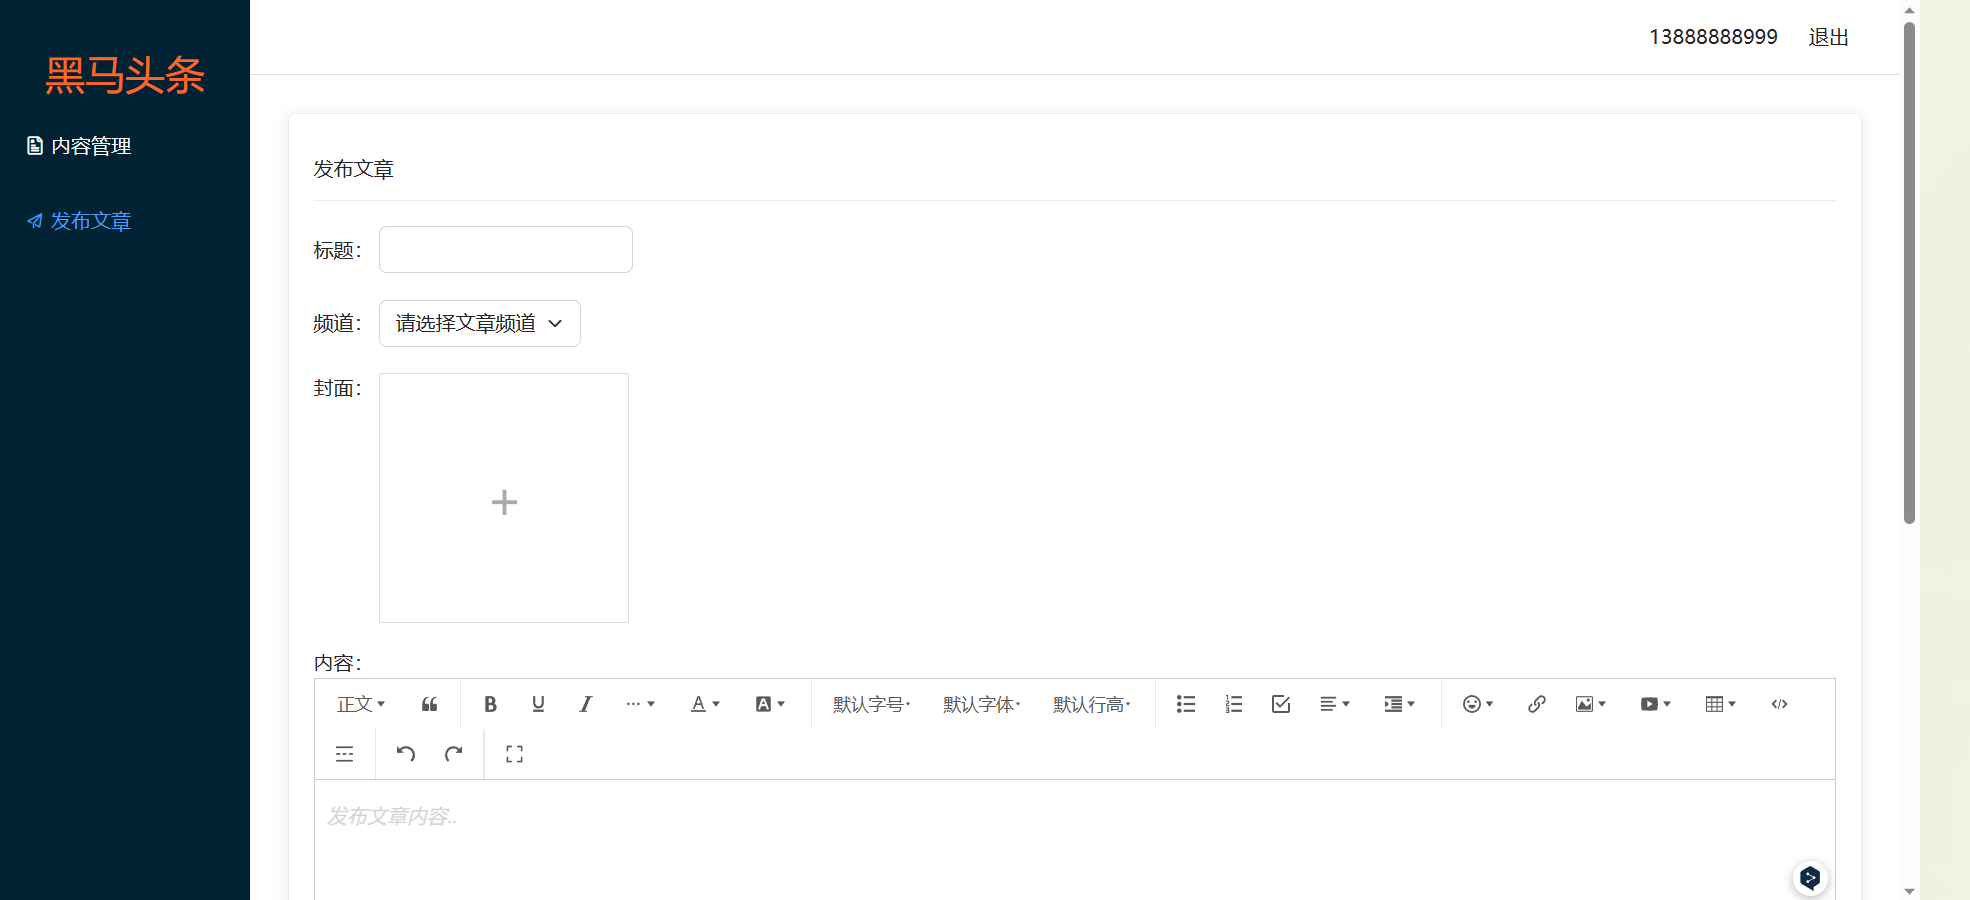 黑马头条
内容管理
发布文章
13888888999 退出
发布文章
标题：
频道： 请选择文章频道
封面：
内容：
正文 B U I A A 默认字号 默认字体 默认行高
发布文章内容..